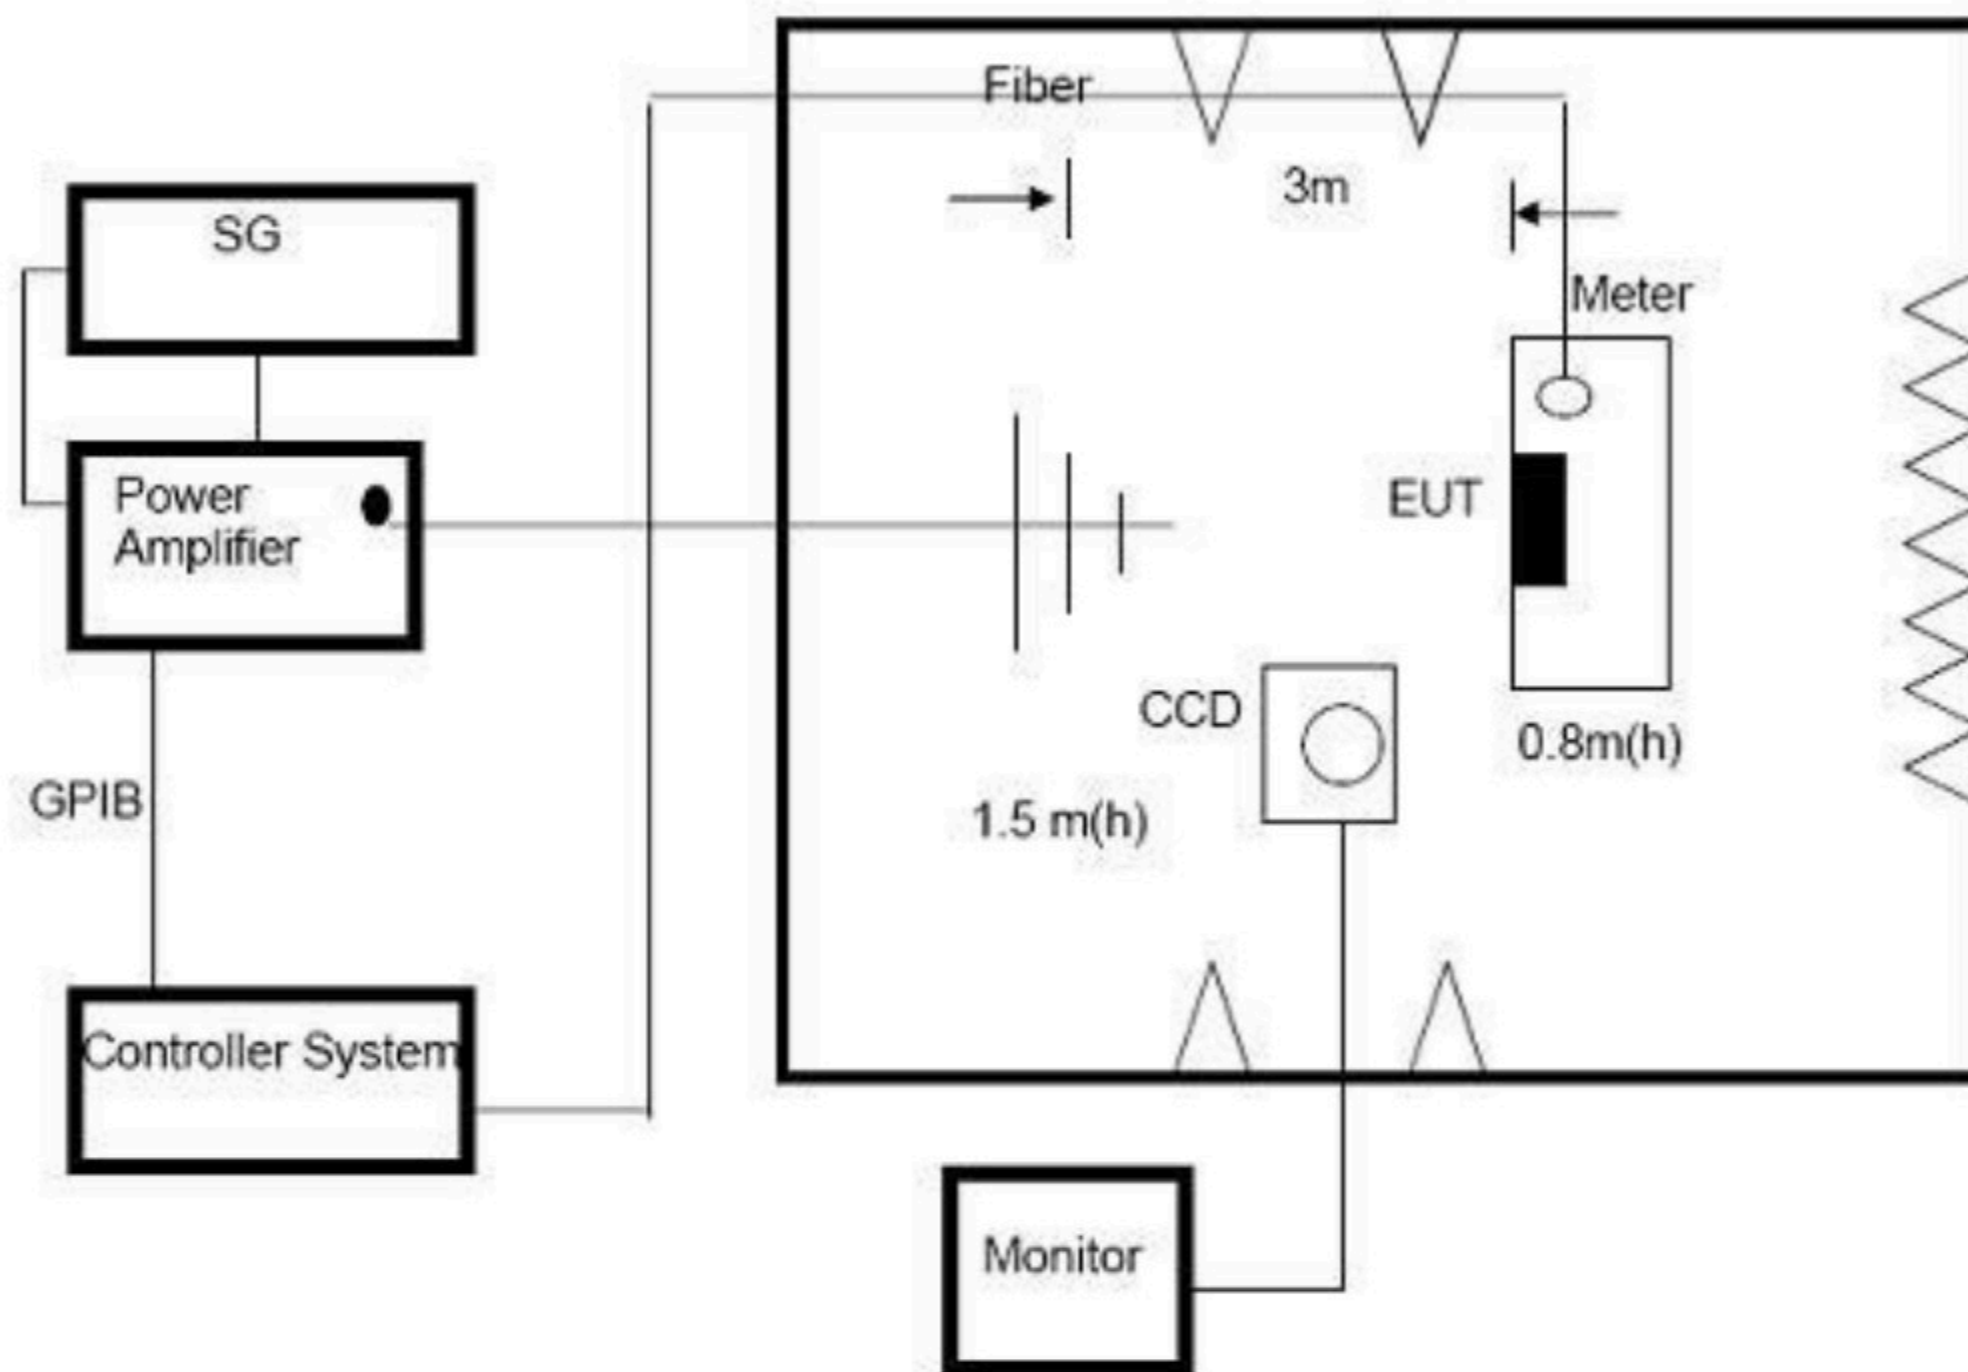 Fiber
3m
SG
Meter
Power
Amplifier
EUT
CCD
0.8m(h)
GPIB
1.5 m(h)
Controller System
Monitor